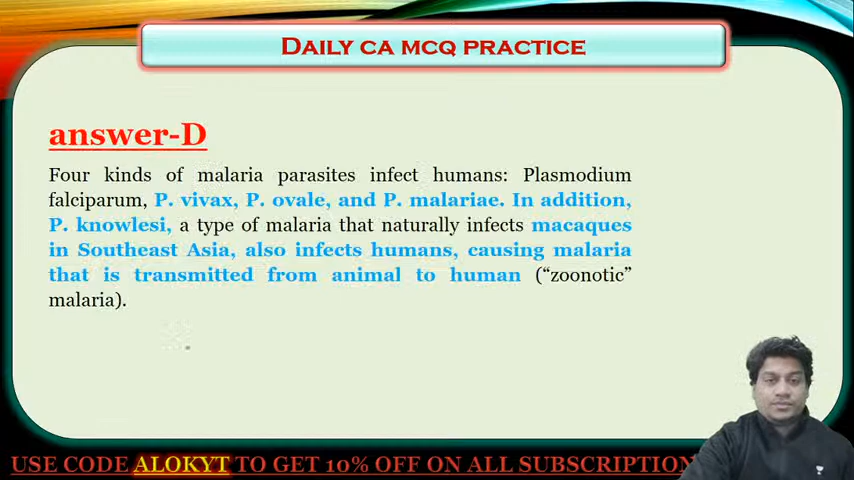 DAILY CA MCQ PRACTICE
answer-D
Four kinds of malaria parasites infect humans: Plasmodium
falciparum, P. vivax, P. ovale, and P. malariae. In addition,
P. knowlesi, a type of malaria that naturally infects macaques
in Southeast Asia, also infects humans, causing malaria
that is transmitted from animal to human (“zoonotic”
malaria).
USE CODE ALOKYT TO GET 10% OFF ON ALL SUBSCRIPTION